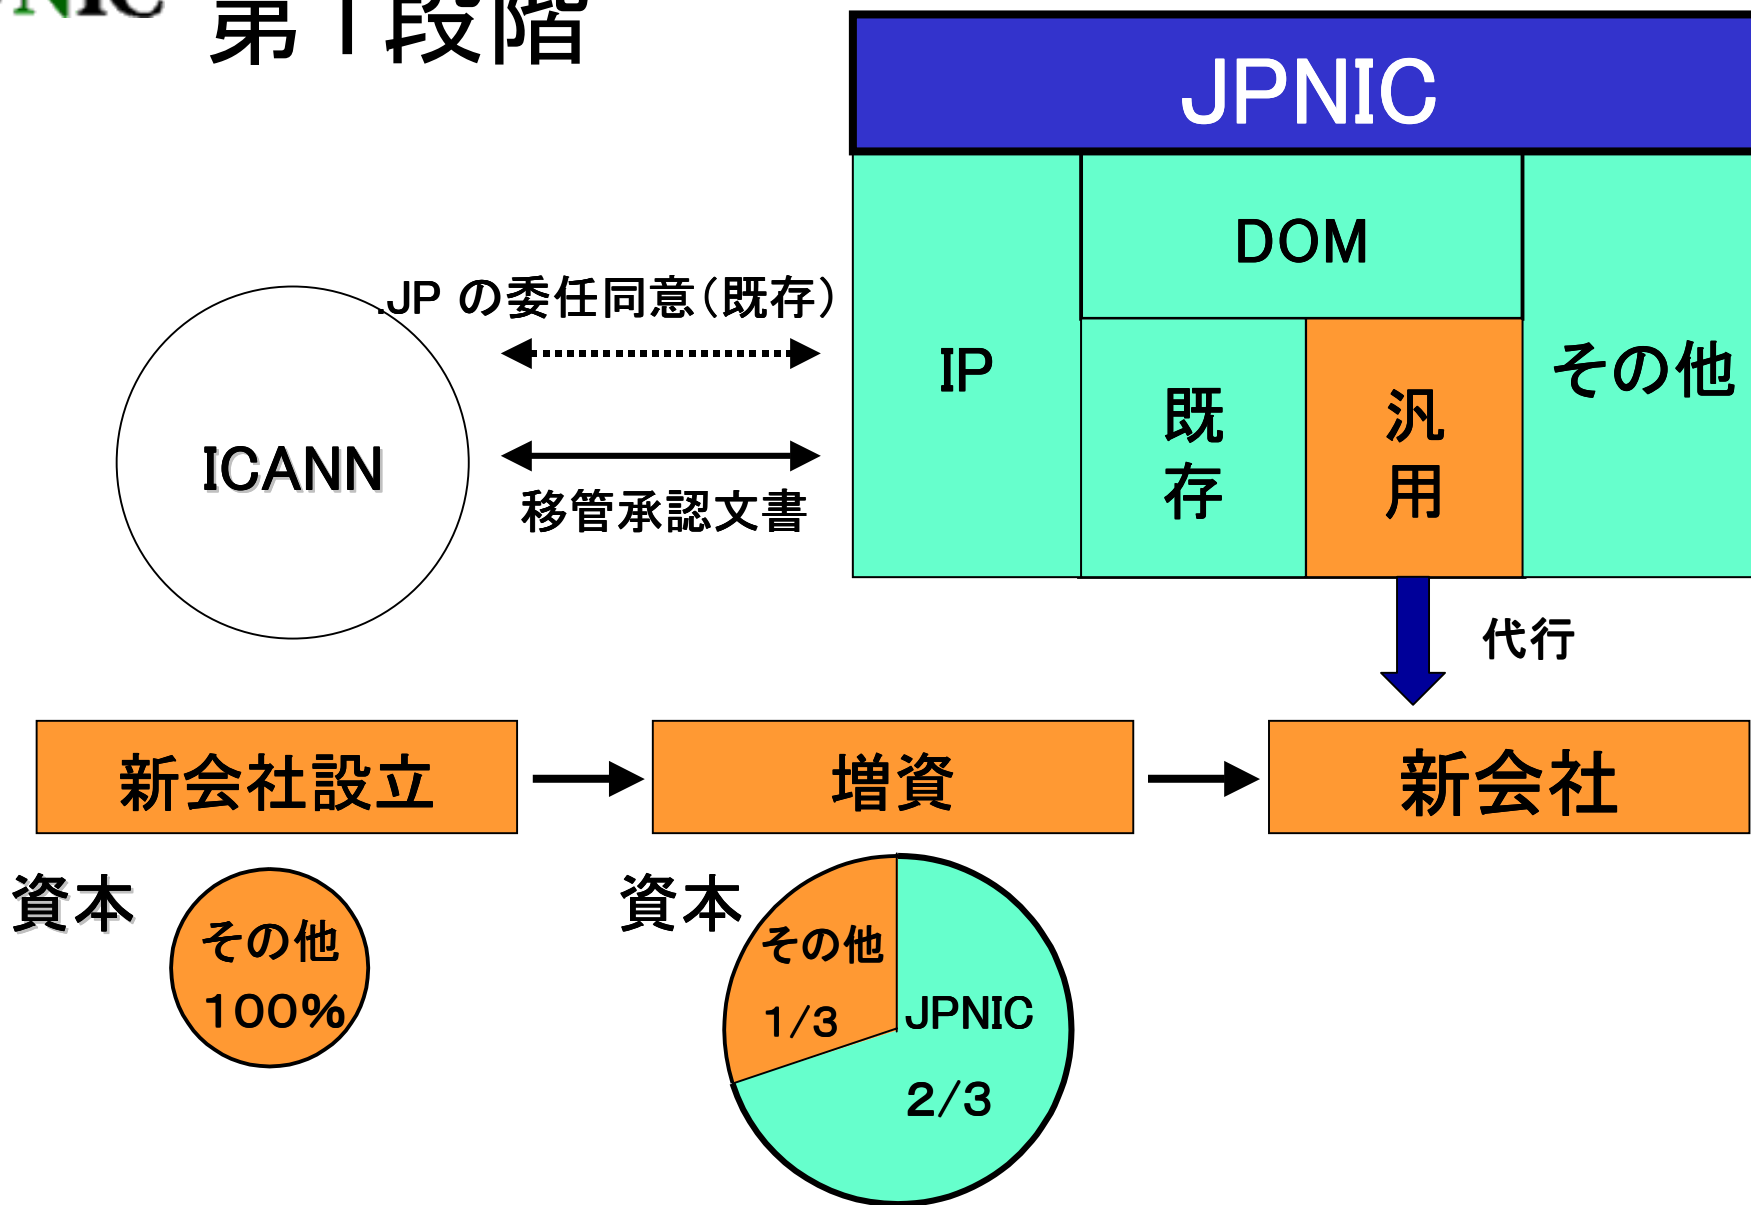 NIC
第1段階
JPNIC
DOM
IP
既
存
汎
用
その他
.JP の委任同意(既存)
ICANN
移管承認文書
代行
新会社設立
増資
新会社
資本
その他
100%
資本
その他
1/3
JPNIC
2/3